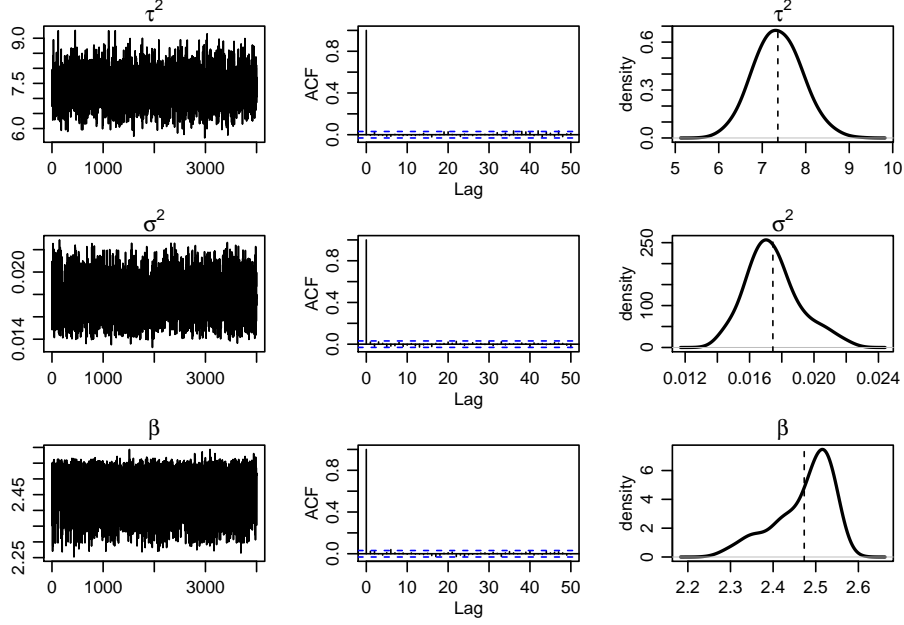 τ²
6.0 7.5 9.0
0 1000 3000
ACF
0.0 0.4 0.8
0 10 20 30 40 50
Lag
τ²
density
0.0 0.3 0.6
5 6 7 8 9 10
σ²
0.014 0.020
0 1000 3000
ACF
0.0 0.4 0.8
0 10 20 30 40 50
Lag
σ²
density
0 100 250
0.012 0.016 0.020 0.024
β
2.25 2.45
0 1000 3000
ACF
0.0 0.4 0.8
0 10 20 30 40 50
Lag
β
density
0 2 4 6
2.2 2.3 2.4 2.5 2.6